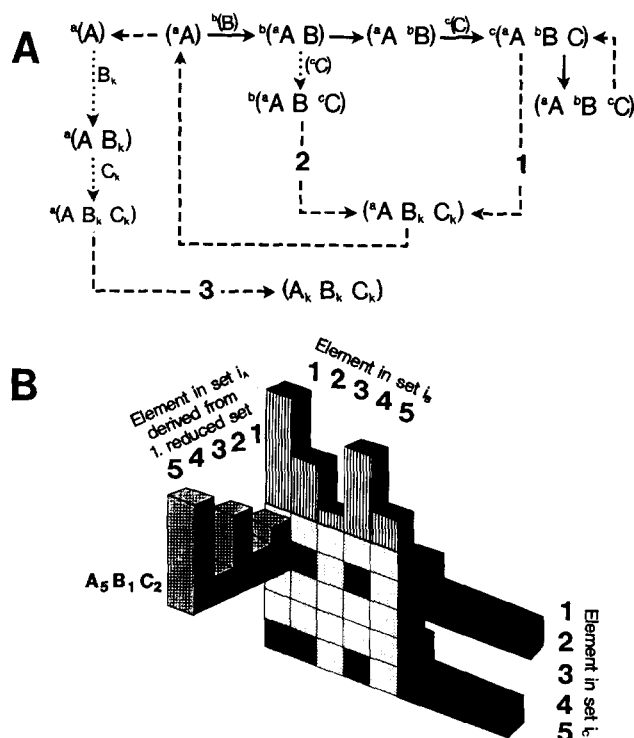 A
ᵃ(A) (ᵃA) ᵇ(B) ᵇ(ᵃA B) (ᵃA ᵇB) ᶜ(C) ᶜ(ᵃA ᵇB C)
Bₖ (ᶜC)
ᵇ(ᵃA B ᶜC) (ᵃA ᵇB ᶜC)
ᵃ(A Bₖ)
2 1
Cₖ
ᵃ(A Bₖ Cₖ) (ᵃA Bₖ Cₖ)
3 (Aₖ Bₖ Cₖ)
B
Element in set i_B
1 2 3 4 5
Element in set i_A
derived from
1. reduced set
5 4 3 2 1
A₅ B₁ C₂
1
2
3
4
5
Element in set i_C